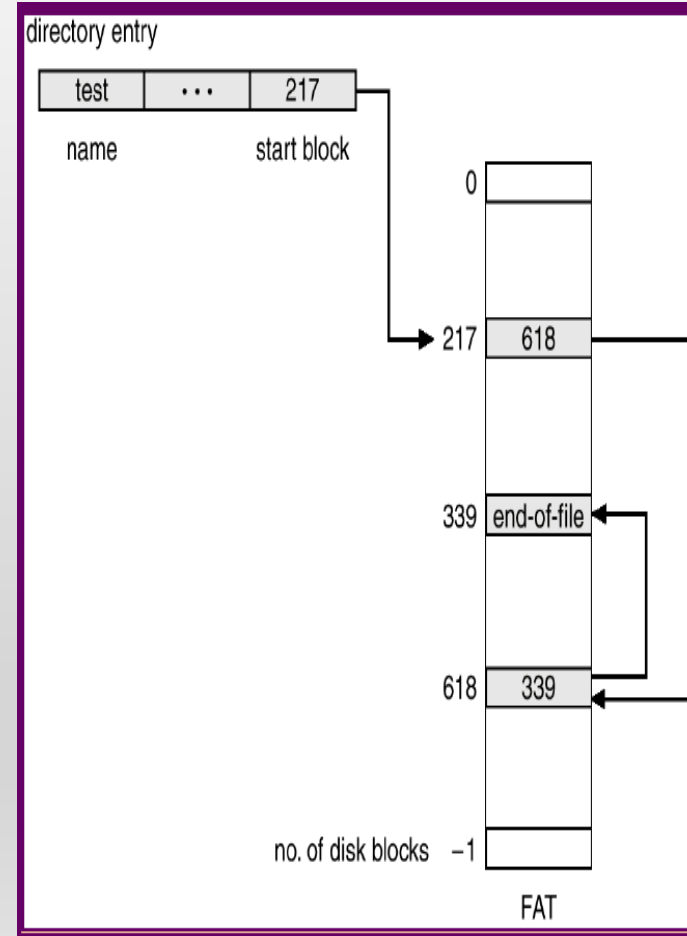 directory entry
test ••• 217
name start block
0
217 618
339 end-of-file
618 339
no. of disk blocks –1
FAT